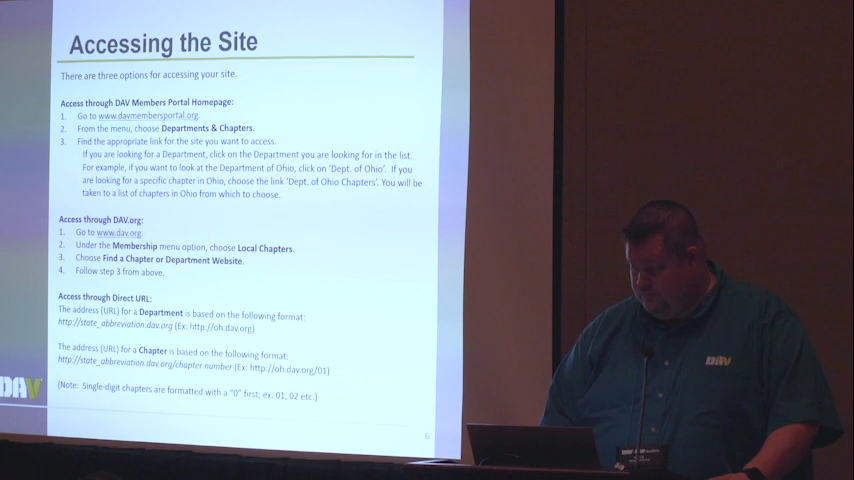 Accessing the Site
There are three options for accessing your site.
Access through DAV Members Portal Homepage:
1. Go to www.davmembersportal.org.
2. From the menu, choose Departments & Chapters.
3. Find the appropriate link for the site you want to access.
If you are looking for a Department, click on the Department you are looking for in the list.
For example, if you want to look at the Department of Ohio, click on 'Dept. of Ohio'. If you
are looking for a specific chapter in Ohio, choose the link 'Dept. of Ohio Chapters'. You will be
taken to a list of chapters in Ohio from which to choose.
Access through DAV.org:
1. Go to www.dav.org.
2. Under the Membership menu option, choose Local Chapters.
3. Choose Find a Chapter or Department Website.
4. Follow step 3 from above.
Access through Direct URL:
The address (URL) for a Department is based on the following format:
http://state_abbreviation.dav.org (Ex: http://oh.dav.org)
The address (URL) for a Chapter is based on the following format:
http://state_abbreviation.dav.org/chapter number (Ex: http://oh.dav.org/01)
(Note: Single-digit chapters are formatted with a "0" first; ex: 01, 02 etc.)
DAV
6
DAV